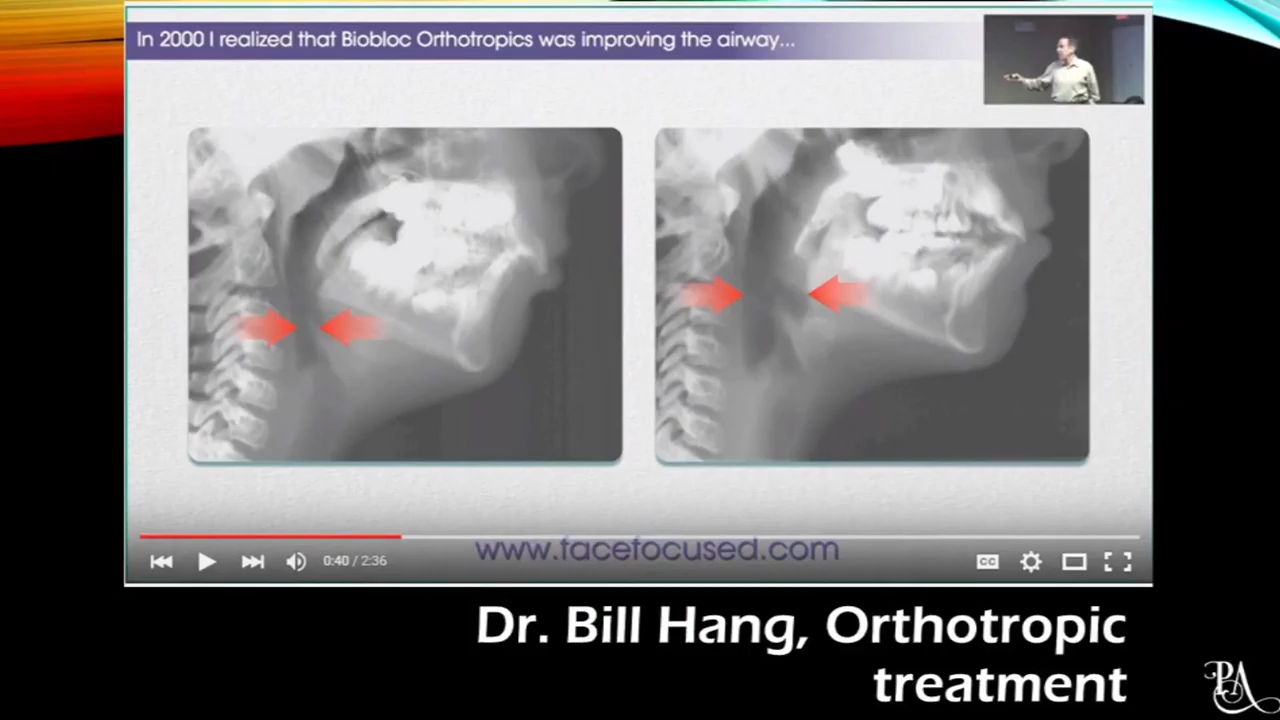 In 2000 I realized that Biobloc Orthotropics was improving the airway...
0:40 / 2:36
www.facefocused.com
CC
Dr. Bill Hang, Orthotropic
treatment
PA